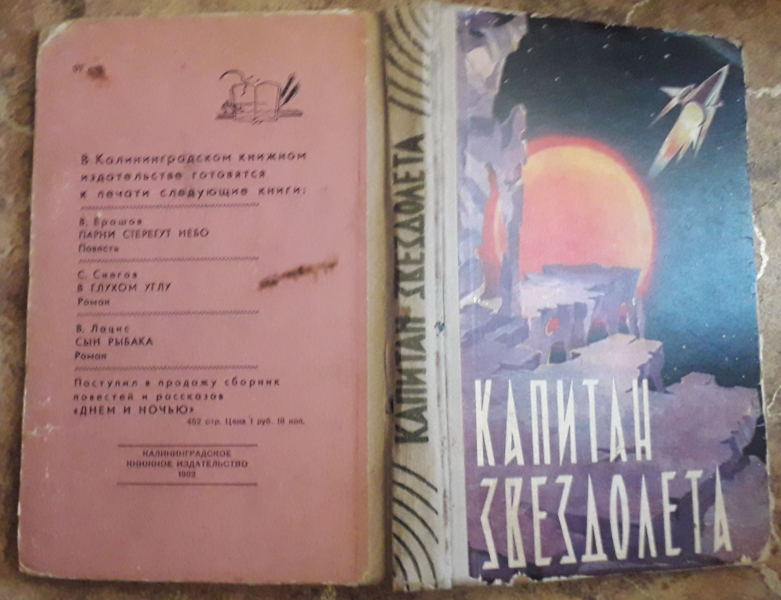 В Калининградском книжном
издательстве готовятся
к печати следующие книги:
В. Ерашов
ПАРНИ СТЕРЕГУТ НЕБО
Повесть
С. Снегов
В ГЛУХОМ УГЛУ
Роман
В. Лацис
СЫН РЫБАКА
Роман
Поступил в продажу сборник
повестей и рассказов
«ДНЕМ И НОЧЬЮ»
462 стр. Цена 1 руб. 18 коп.
КАЛИНИНГРАДСКОЕ
КНИЖНОЕ ИЗДАТЕЛЬСТВО
1962
КАПИТАН ЗВЕЗДОЛЕТА
КАПИТАН
ЗВЕЗДОЛЕТА